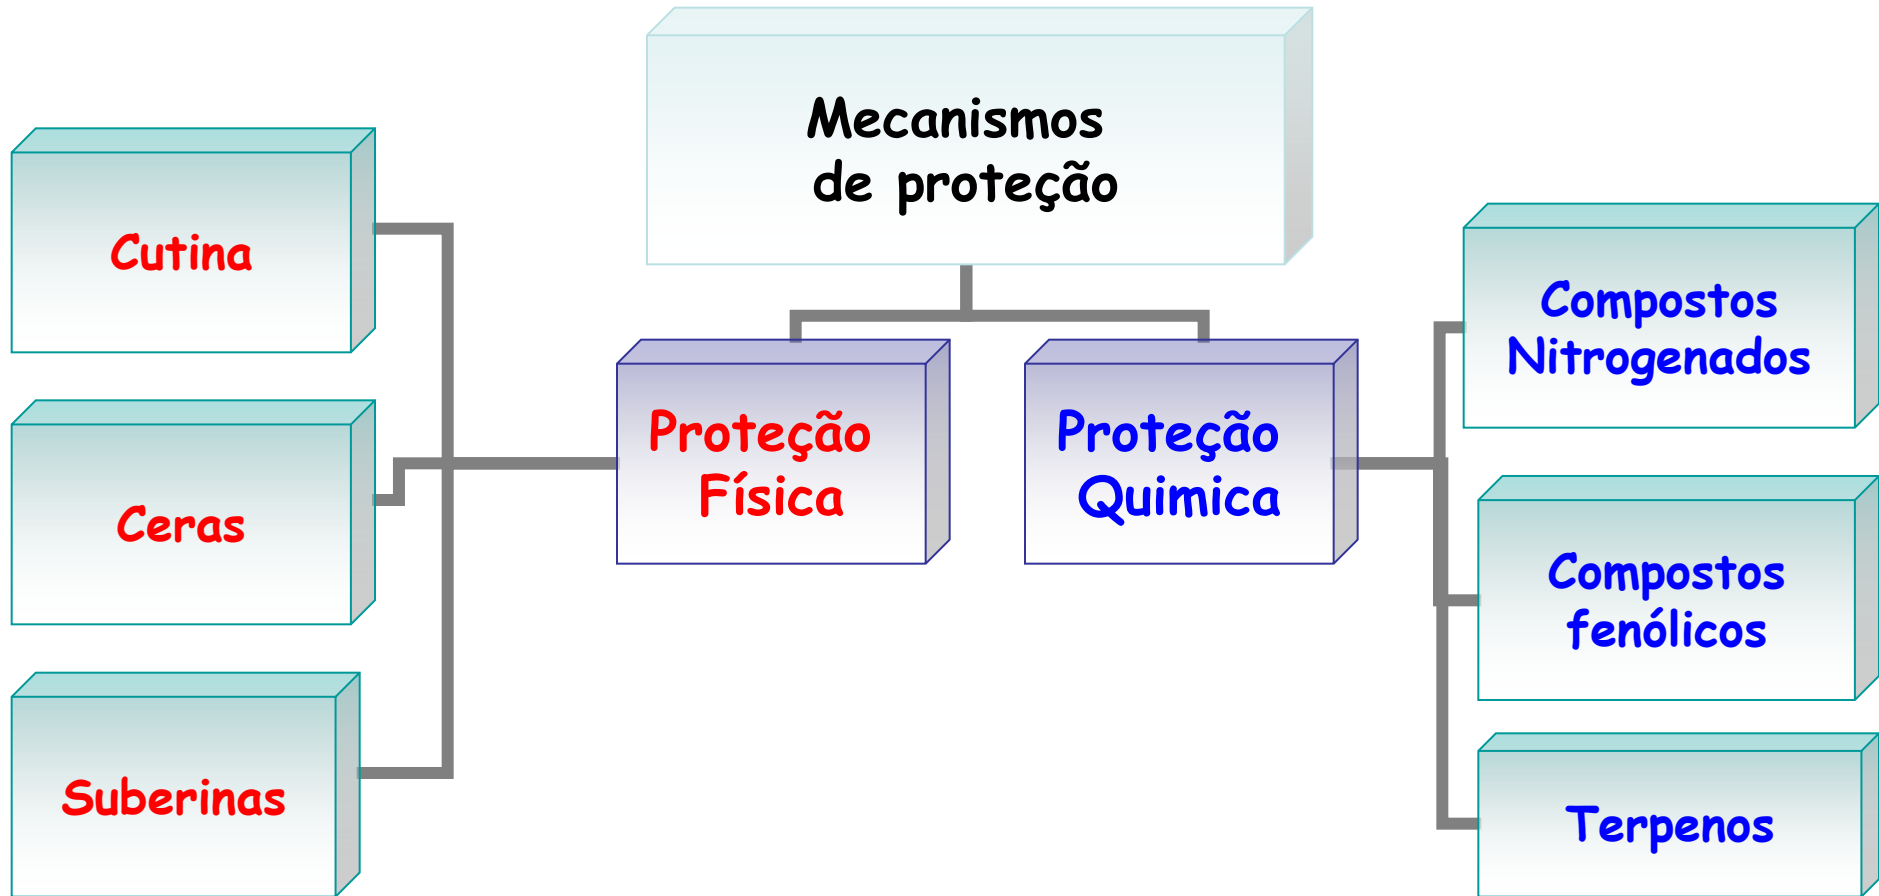 Mecanismos
de proteção
Cutina
Ceras
Suberinas
Proteção
Física
Proteção
Quimica
Compostos
Nitrogenados
Compostos
fenólicos
Terpenos